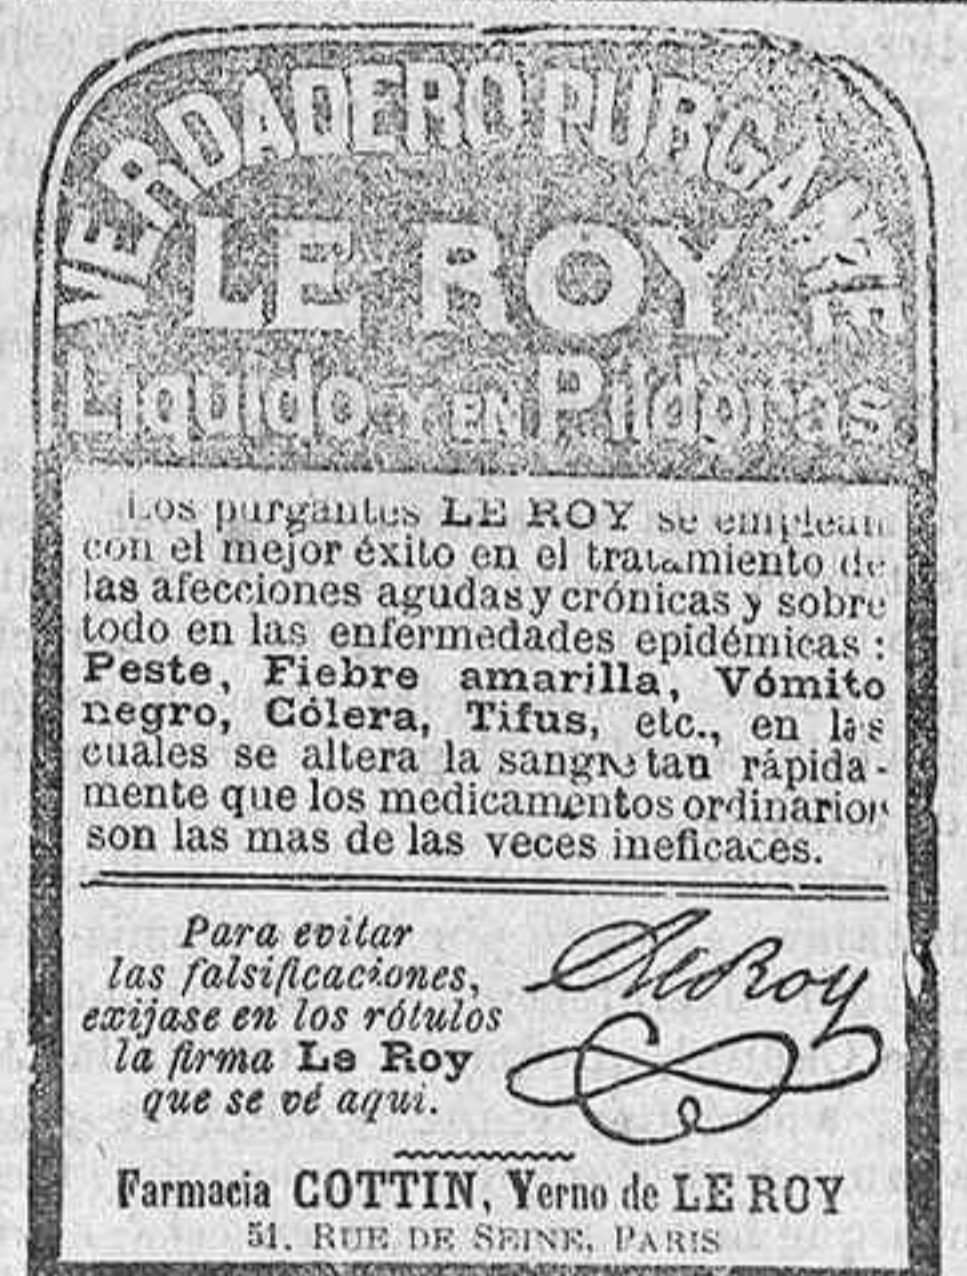 VERDADERO PURGANTE
LE ROY
Liquido Y EN Píldoras
Los purgantes LE ROY se emplean
con el mejor éxito en el tratamiento de
las afecciones agudas y crónicas y sobre
todo en las enfermedades epidémicas :
Peste, Fiebre amarilla, Vómito
negro, Cólera, Tifus, etc., en las
cuales se altera la sangre tan rápida-
mente que los medicamentos ordinarios
son las mas de las veces ineficaces.
Para evitar
las falsificaciones,
exijase en los rótulos
la firma Le Roy
que se vé aqui.
LeRoy
Farmacia COTTIN, Yerno de LE ROY
51, RUE DE SEINE, PARIS